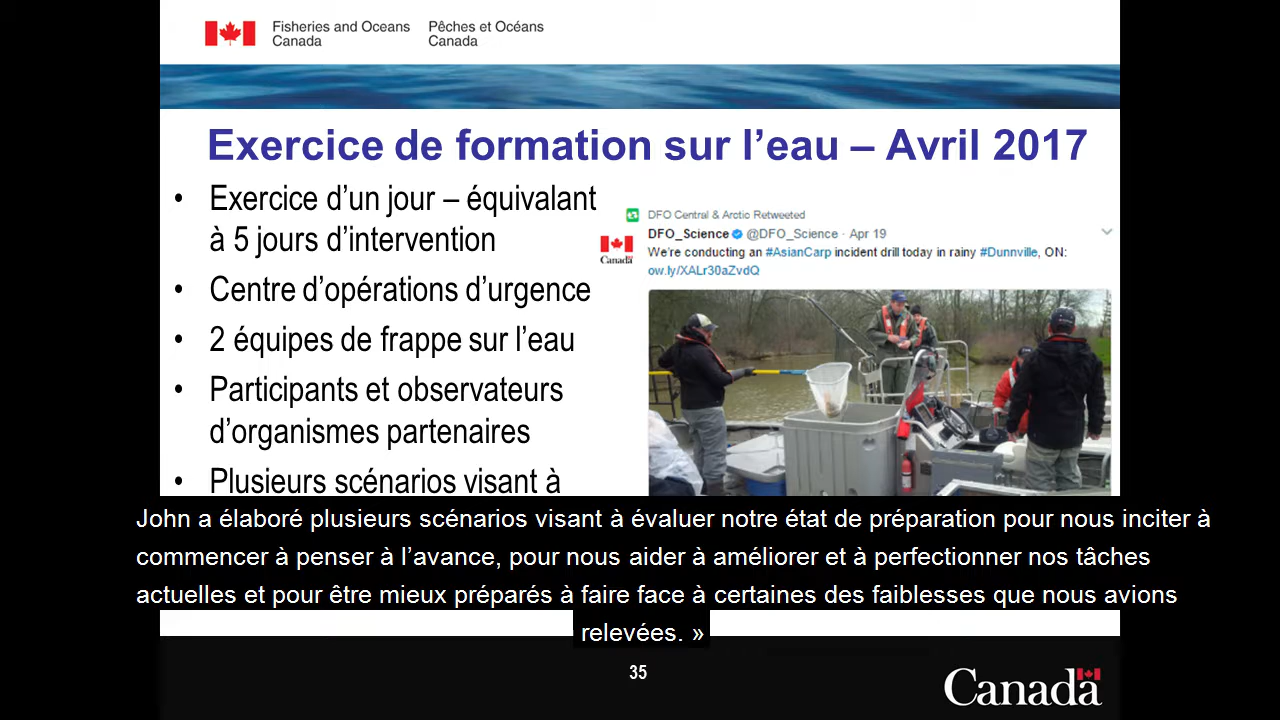 Fisheries and Oceans
Canada
Pêches et Océans
Canada
Exercice de formation sur l’eau – Avril 2017
• Exercice d’un jour – équivalant
à 5 jours d’intervention
• Centre d’opérations d’urgence
• 2 équipes de frappe sur l’eau
• Participants et observateurs
d’organismes partenaires
• Plusieurs scénarios visant à
DFO Central & Arctic Retweeted
DFO_Science @DFO_Science · Apr 19
We're conducting an #AsianCarp incident drill today in rainy #Dunnville, ON:
ow.ly/XALr30aZvdQ
Canada
John a élaboré plusieurs scénarios visant à évaluer notre état de préparation pour nous inciter à
commencer à penser à l’avance, pour nous aider à améliorer et à perfectionner nos tâches
actuelles et pour être mieux préparés à faire face à certaines des faiblesses que nous avions
relevées. »
35
Canada